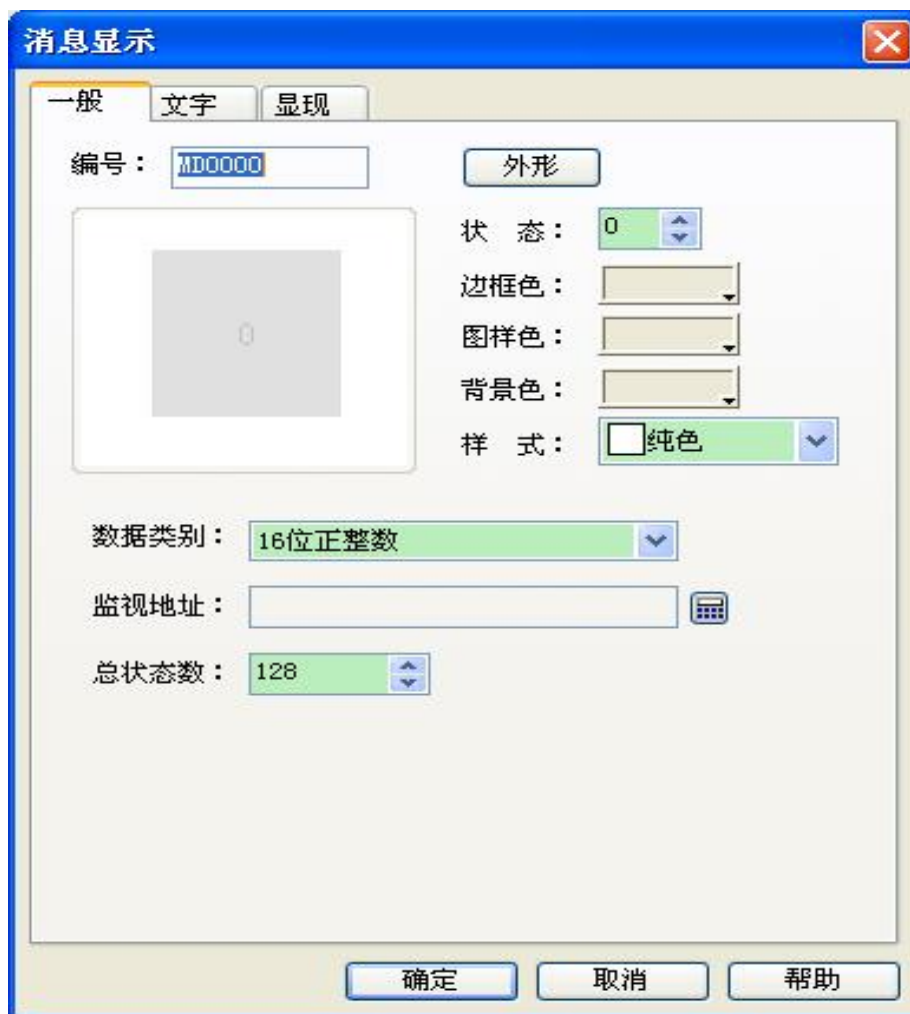 消息显示
一般 文字 显现
编号： MD0000 外形
0
状 态： 0
边框色：
图样色：
背景色：
样 式： 纯色
数据类别： 16位正整数
监视地址：
总状态数： 128
确定 取消 帮助